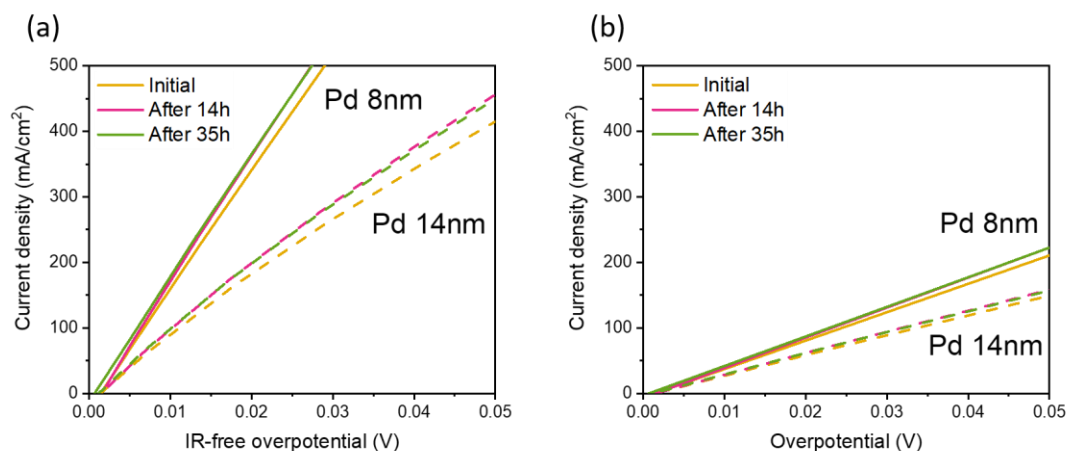 (a)
500
400
300
200
100
0
0.00 0.01 0.02 0.03 0.04 0.05
Current density (mA/cm²)
IR-free overpotential (V)
Initial
After 14h
After 35h
Pd 8nm
Pd 14nm
(b)
500
400
300
200
100
0
0.00 0.01 0.02 0.03 0.04 0.05
Current density (mA/cm²)
Overpotential (V)
Initial
After 14h
After 35h
Pd 8nm
Pd 14nm